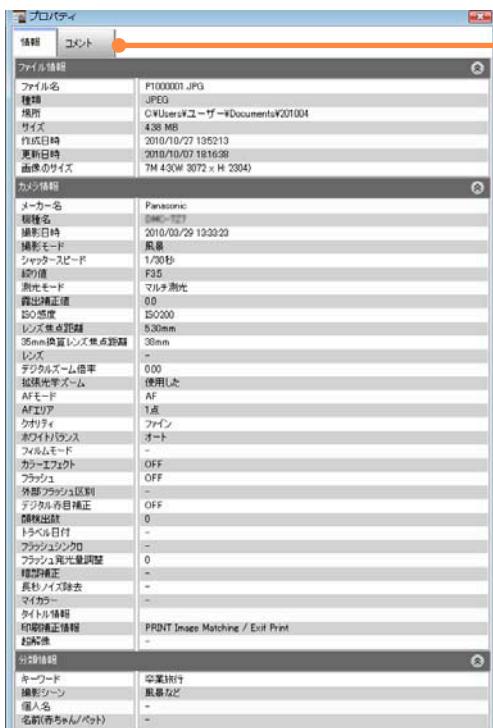 プロパティ
情報 コメント
ファイル情報
ファイル名 P1000001.JPG
種類 JPEG
場所 C:¥Users¥ユーザー¥Documents¥201004
サイズ 4.38 MB
作成日時 2010/10/27 13:52:13
更新日時 2010/10/07 18:16:38
画像のサイズ 7M 4:3(W 3072 × H 2304)
カメラ情報
メーカー名 Panasonic
機種名
撮影日時 2010/03/29 13:33:23
撮影モード 風景
シャッタースピード 1/30秒
絞り値 F3.5
測光モード マルチ測光
露出補正値 0.0
ISO感度 ISO200
レンズ焦点距離 5.30mm
35mm換算レンズ焦点距離 30mm
レンズ -
デジタルズーム倍率 0.00
拡張光学ズーム 使用した
AFモード AF
AFエリア 1点
クオリティ ファイン
ホワイトバランス オート
フィルムモード -
カラーエフェクト OFF
フラッシュ OFF
外部フラッシュ区別 -
デジタル赤目補正 OFF
顔検出数 0
トラベル日付 -
フラッシュシンクロ -
フラッシュ発光量調整 0
暗部補正 -
長秒ノイズ除去 -
マイカラー -
タイトル情報
印刷補正情報 PRINT Image Matching / Exif Print
超解像 -
分類情報
キーワード 卒業旅行
撮影シーン 風景など
個人名 -
名前(赤ちゃん/ペット) -